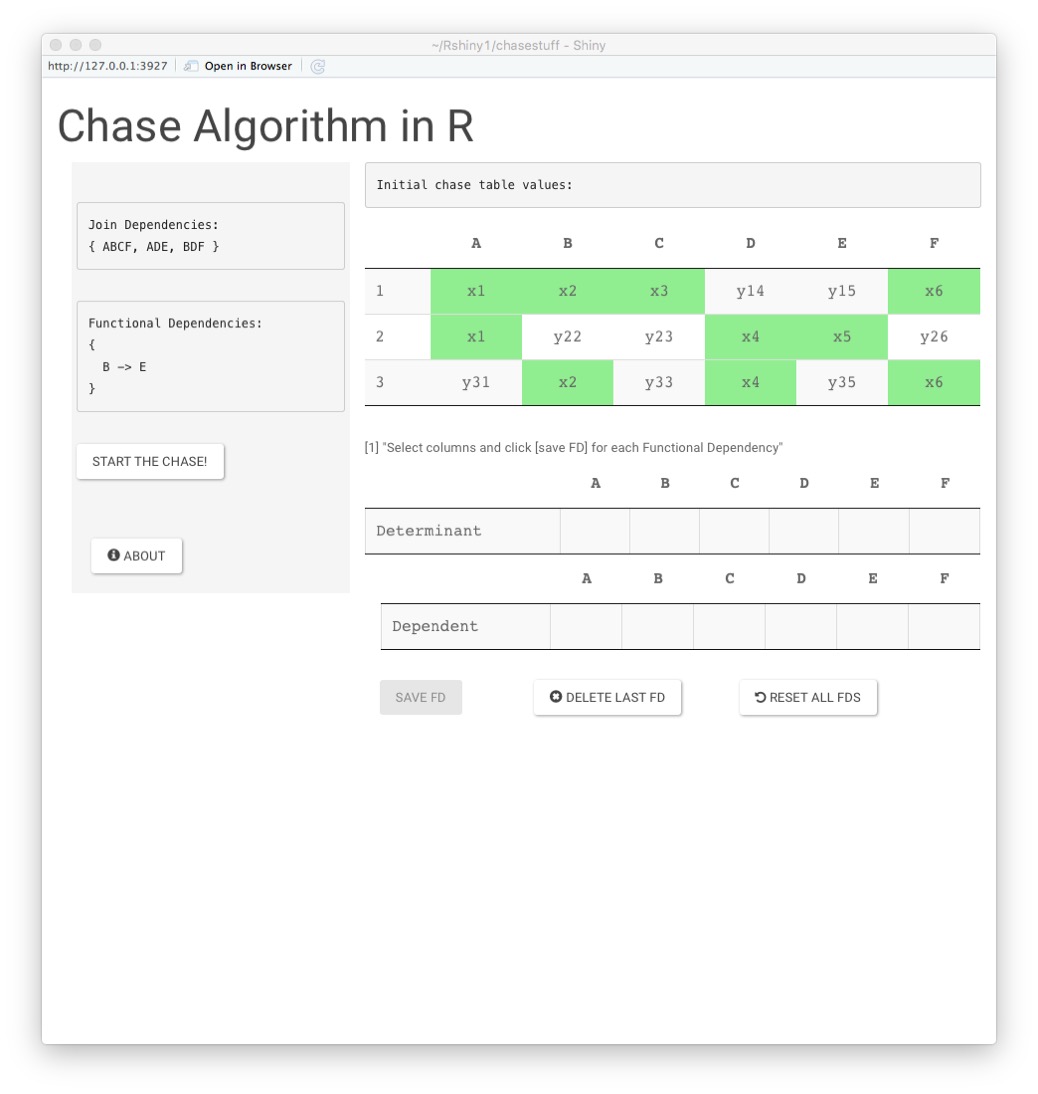 ~/Rshiny1/chasestuff - Shiny
http://127.0.0.1:3927 Open in Browser
Chase Algorithm in R
Join Dependencies:
{ ABCF, ADE, BDF }
Functional Dependencies:
{
B -> E
}
START THE CHASE!
ABOUT
Initial chase table values:
A B C D E F
1 x1 x2 x3 y14 y15 x6
2 x1 y22 y23 x4 x5 y26
3 y31 x2 y33 x4 y35 x6
[1] "Select columns and click [save FD] for each Functional Dependency"
A B C D E F
Determinant
A B C D E F
Dependent
SAVE FD DELETE LAST FD RESET ALL FDS